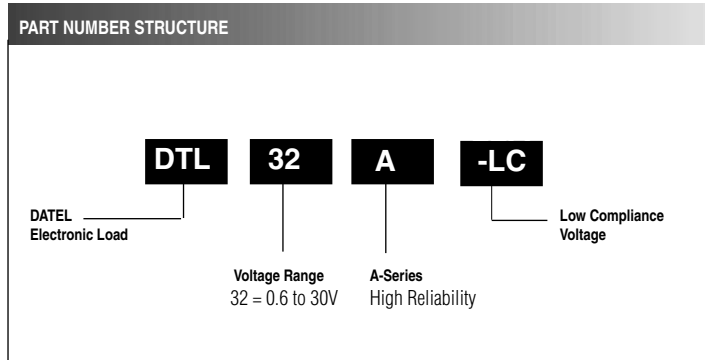 PART NUMBER STRUCTURE
DTL 32 A -LC
DATEL
Electronic Load
Low Compliance
Voltage
Voltage Range
32 = 0.6 to 30V
A-Series
High Reliability